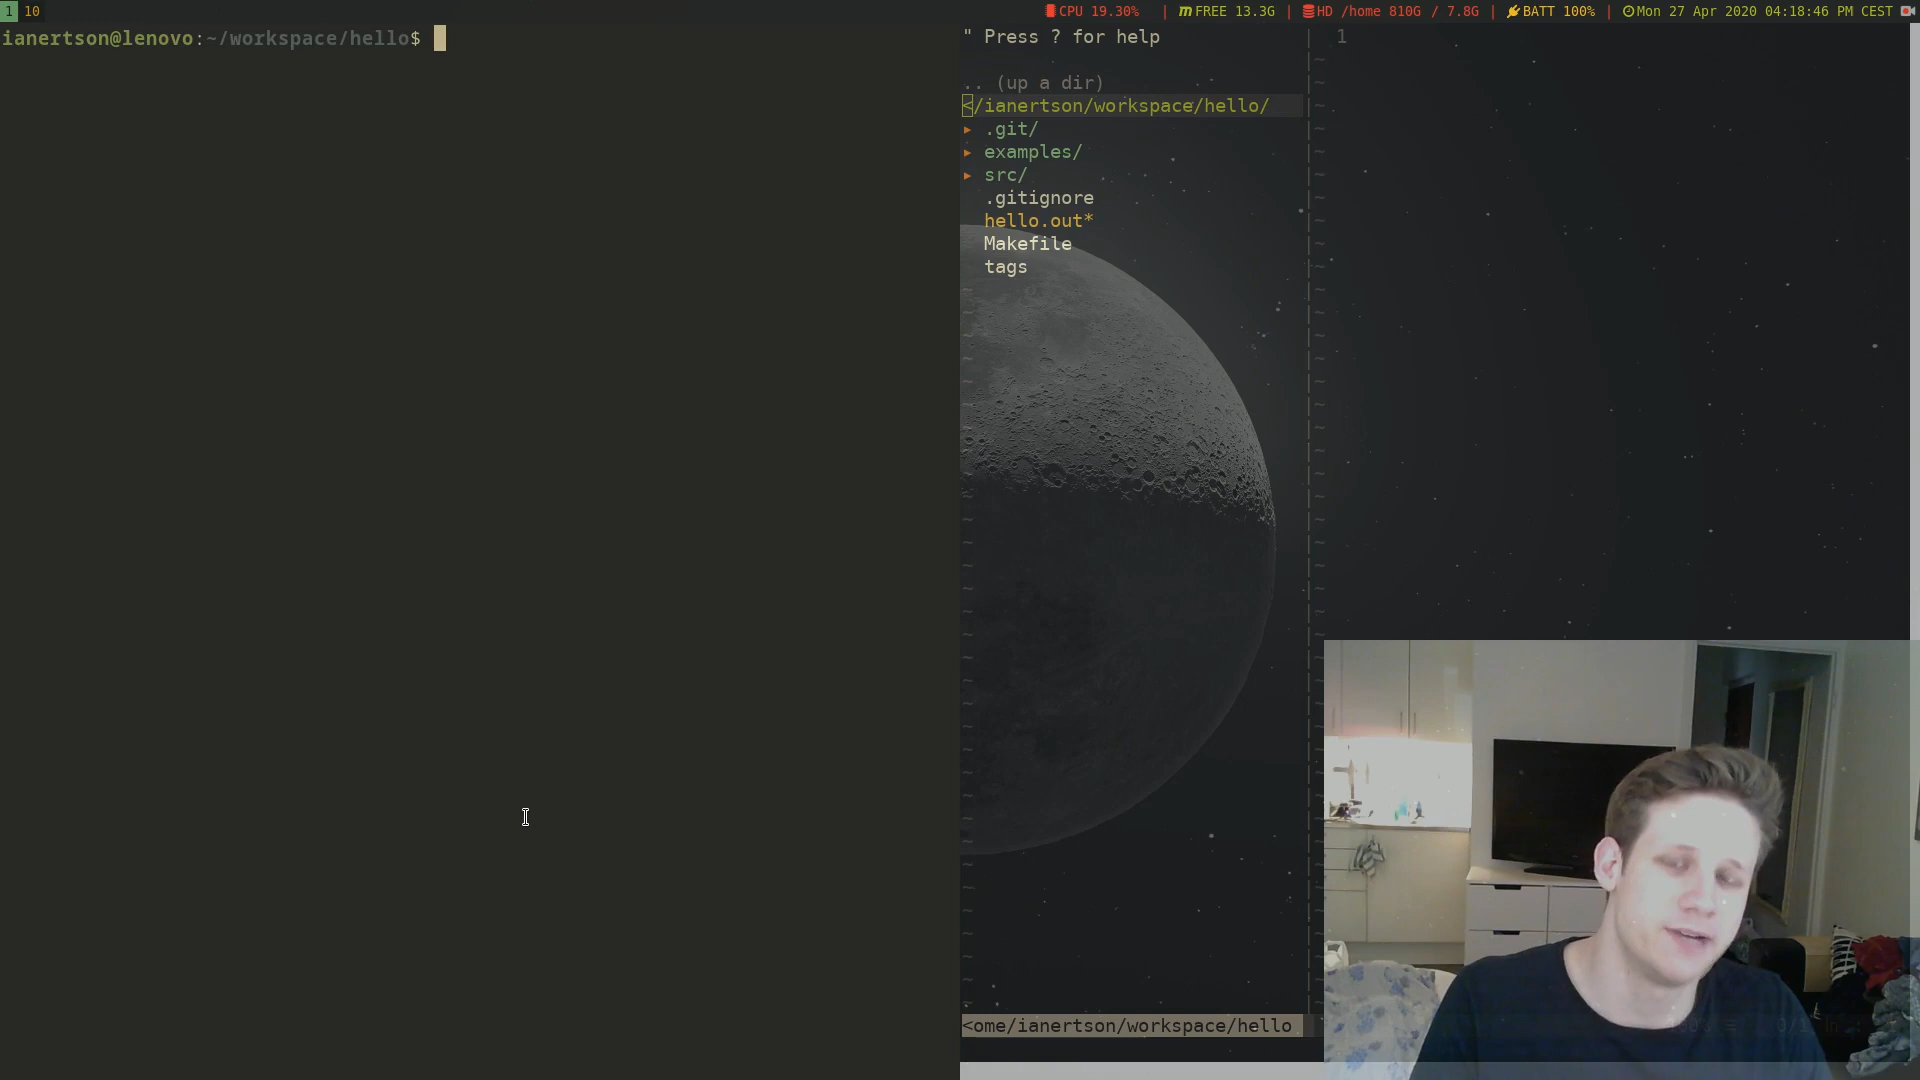 1 10
CPU 19.30% | m FREE 13.3G | HD /home 810G / 7.8G | BATT 100% | Mon 27 Apr 2020 04:18:46 PM CEST
ianertson@lenovo:~/workspace/hello$
" Press ? for help
.. (up a dir)
</ianertson/workspace/hello/
▸ .git/
▸ examples/
▸ src/
.gitignore
hello.out*
Makefile
tags
<ome/ianertson/workspace/hello
1